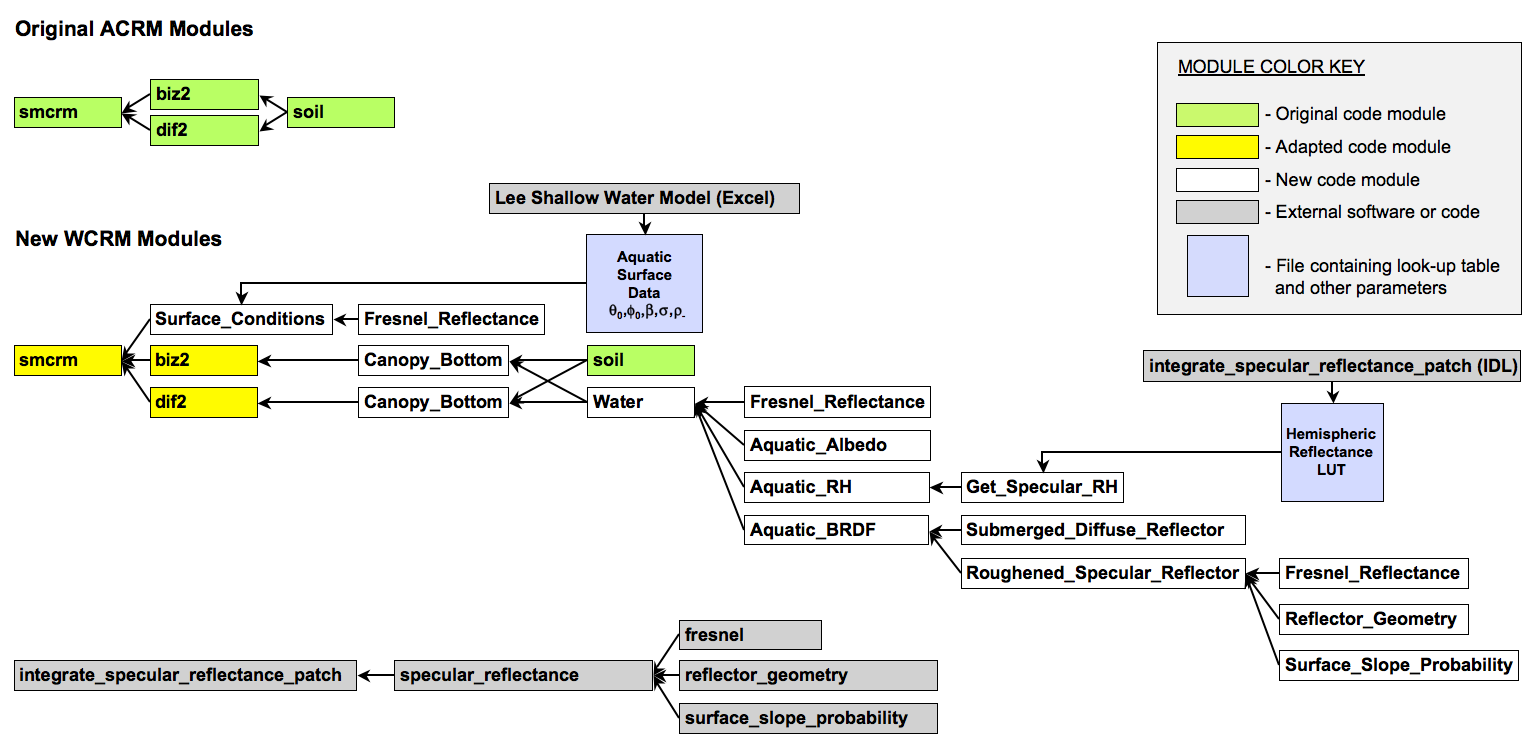 Original ACRM Modules
smcrm
biz2
dif2
soil
MODULE COLOR KEY
- Original code module
- Adapted code module
- New code module
- External software or code
- File containing look-up table
and other parameters
Lee Shallow Water Model (Excel)
New WCRM Modules
Aquatic
Surface
Data
θ0,ϕ0,β,σ,ρ-
Surface_Conditions
Fresnel_Reflectance
smcrm
biz2
Canopy_Bottom
soil
dif2
Canopy_Bottom
Water
Fresnel_Reflectance
Aquatic_Albedo
Aquatic_RH
Get_Specular_RH
Aquatic_BRDF
Submerged_Diffuse_Reflector
Roughened_Specular_Reflector
Fresnel_Reflectance
Reflector_Geometry
Surface_Slope_Probability
integrate_specular_reflectance_patch (IDL)
Hemispheric
Reflectance
LUT
integrate_specular_reflectance_patch
specular_reflectance
fresnel
reflector_geometry
surface_slope_probability